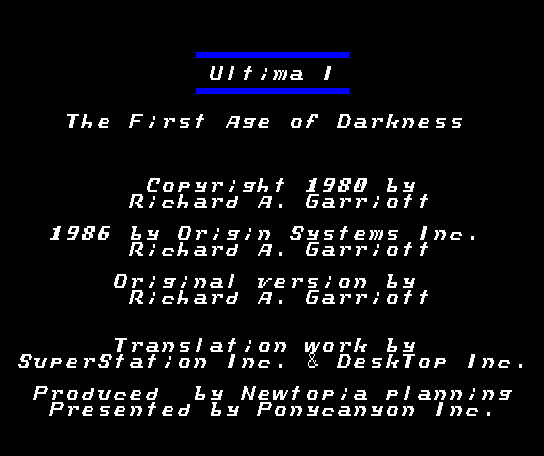 Ultima I
The First Age of Darkness
Copyright 1980 by
Richard A. Garriott
1986 by Origin Systems Inc.
Richard A. Garriott
Original version by
Richard A. Garriott
Translation work by
SuperStation Inc. & DeskTop Inc.
Produced by Newtopia planning
Presented by Ponycanyon Inc.